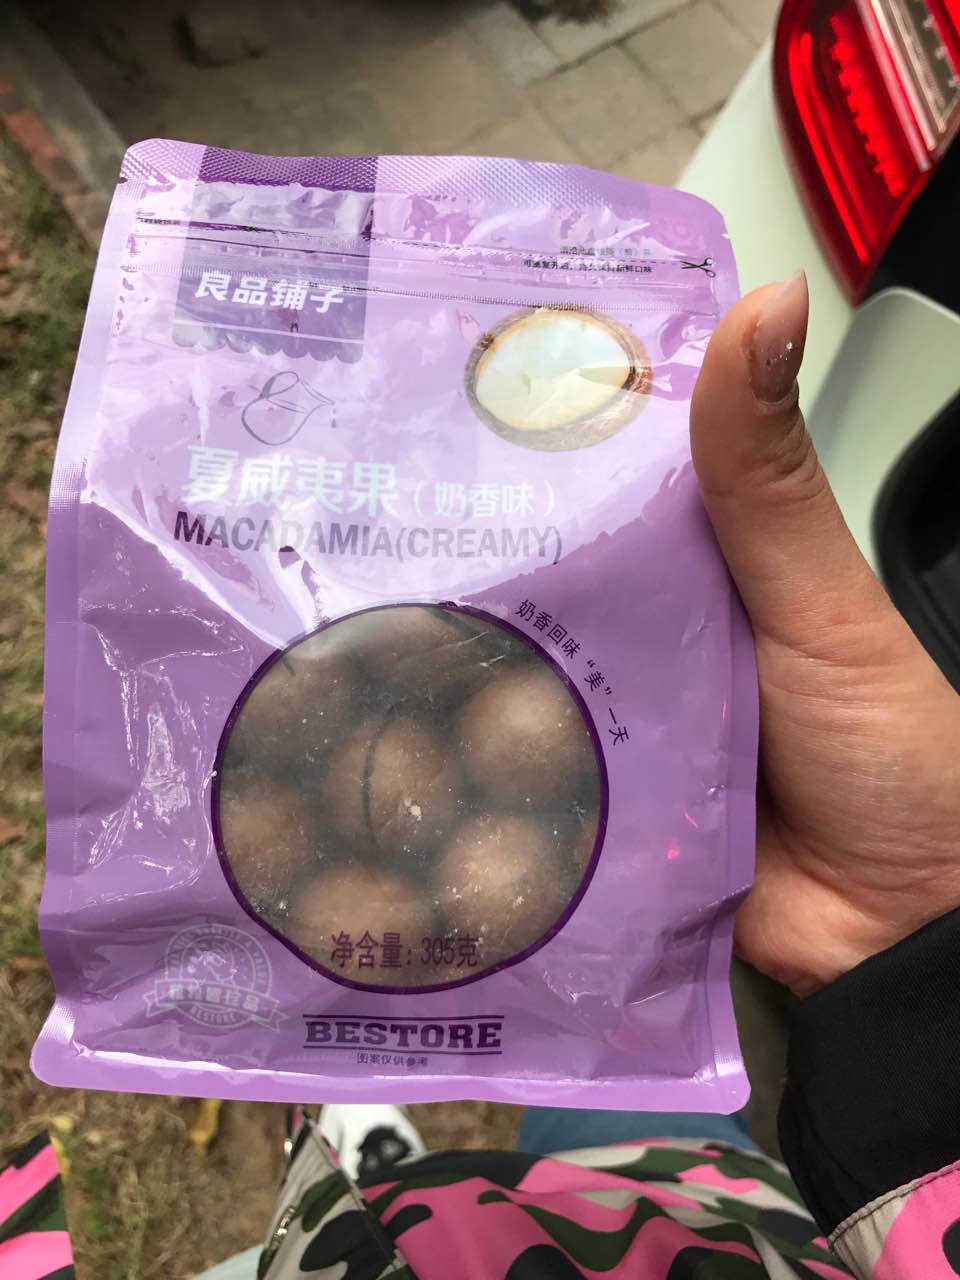 良品铺子
夏威夷果（奶香味）
MACADAMIA(CREAMY)
奶香回味“美”一天
净含量：305克
BESTORE
BESTORE
图案仅供参考